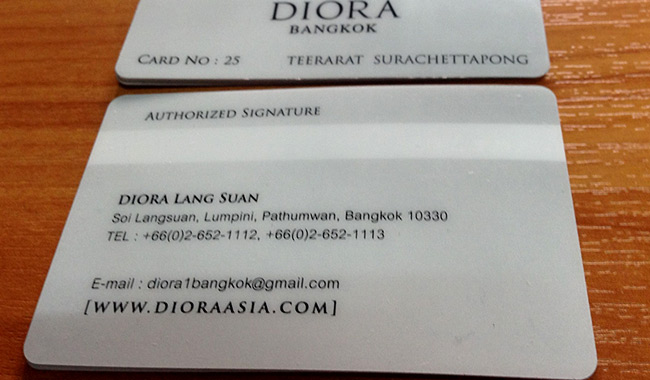 DIORA
BANGKOK
CARD NO : 25 TEERARAT SURACHETTAPONG
AUTHORIZED SIGNATURE
DIORA LANG SUAN
Soi Langsuan, Lumpini, Pathumwan, Bangkok 10330
TEL : +66(0)2-652-1112, +66(0)2-652-1113
E-mail : diora1bangkok@gmail.com
[WWW.DIORAASIA.COM]